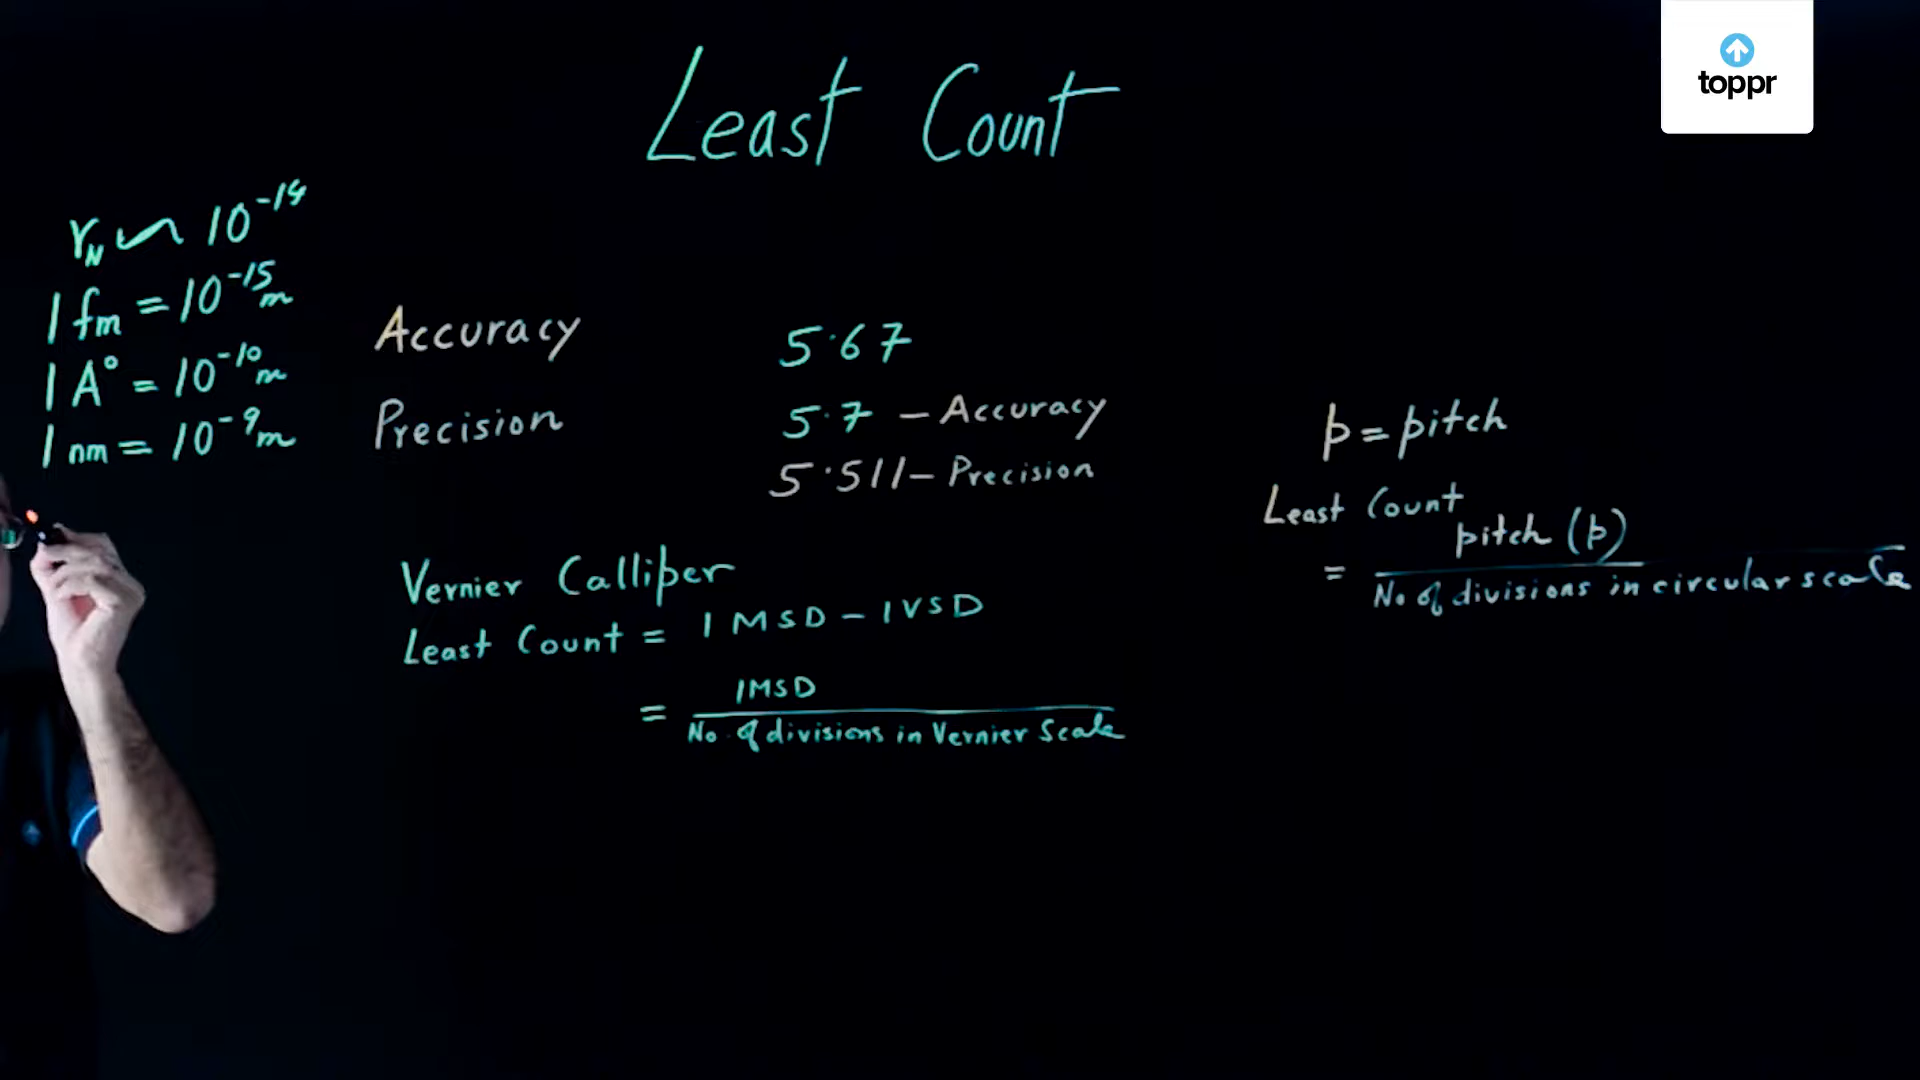 toppr
Least Count
r_N ~ 10^-14
1 fm = 10^-15 m
1 A° = 10^-10 m
1 nm = 10^-9 m
Accuracy
Precision
5.67
5.7 – Accuracy
5.511 – Precision
Vernier Calliper
Least Count = 1 MSD – 1 VSD
= 1MSD / No. of divisions in Vernier Scale
p = pitch
Least Count
= pitch (p) / No of divisions in circular scale